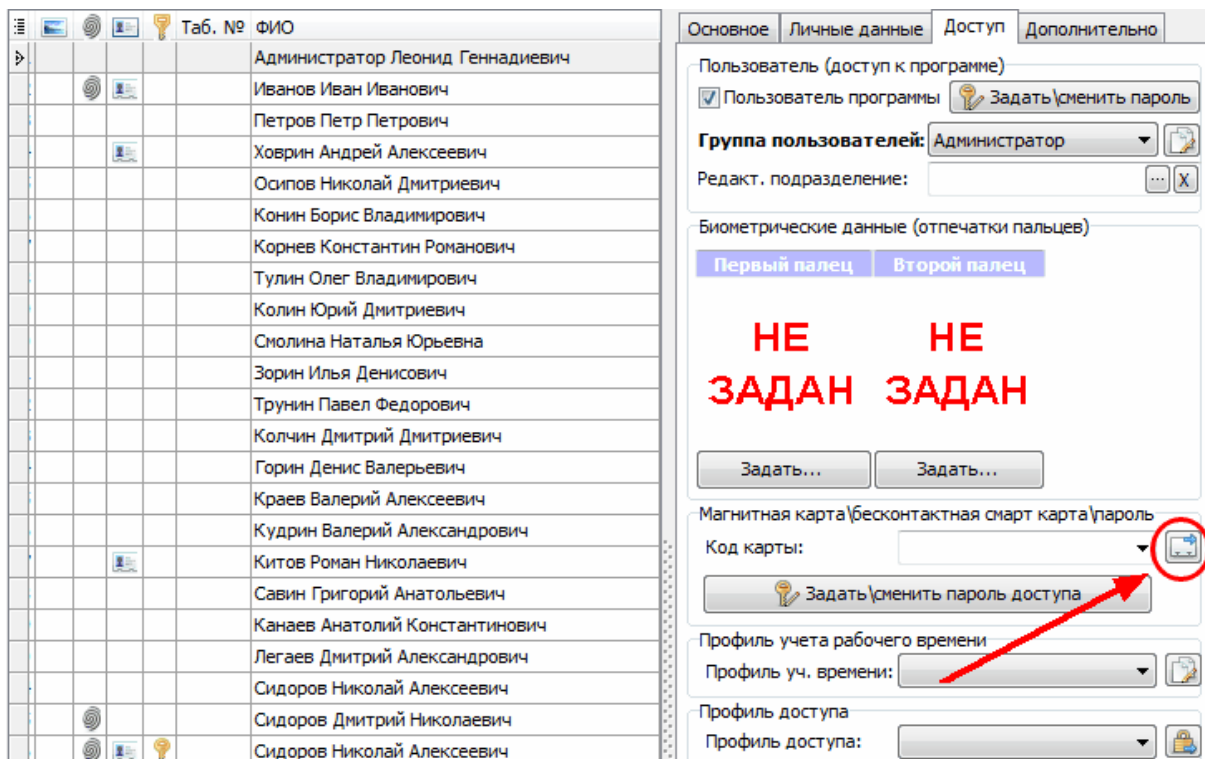 Таб. № ФИО
Администратор Леонид Геннадиевич
Иванов Иван Иванович
Петров Петр Петрович
Ховрин Андрей Алексеевич
Осипов Николай Дмитриевич
Конин Борис Владимирович
Корнев Константин Романович
Тулин Олег Владимирович
Колин Юрий Дмитриевич
Смолина Наталья Юрьевна
Зорин Илья Денисович
Трунин Павел Федорович
Колчин Дмитрий Дмитриевич
Горин Денис Валерьевич
Краев Валерий Алексеевич
Кудрин Валерий Александрович
Китов Роман Николаевич
Савин Григорий Анатольевич
Канаев Анатолий Константинович
Легаев Дмитрий Александрович
Сидоров Николай Алексеевич
Сидоров Дмитрий Николаевич
Сидоров Николай Алексеевич
Основное Личные данные Доступ Дополнительно
Пользователь (доступ к программе)
Пользователь программы Задать\сменить пароль
Группа пользователей: Администратор
Редакт. подразделение: ... X
Биометрические данные (отпечатки пальцев)
Первый палец Второй палец
НЕ НЕ
ЗАДАН ЗАДАН
Задать... Задать...
Магнитная карта\бесконтактная смарт карта\пароль
Код карты:
Задать\сменить пароль доступа
Профиль учета рабочего времени
Профиль уч. времени:
Профиль доступа
Профиль доступа: